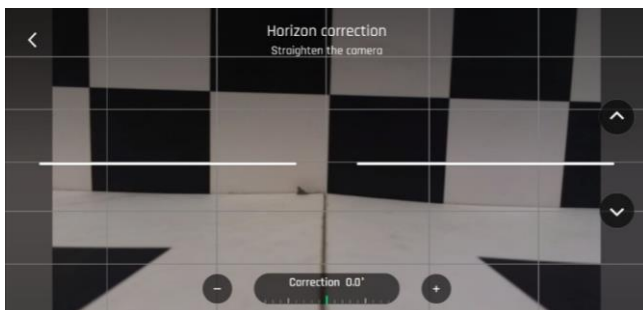 Horizon correction
Straighten the camera
Correction 0.0°